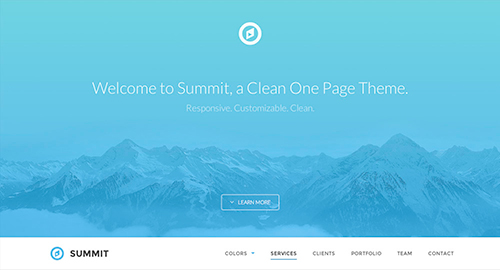 Welcome to Summit, a Clean One Page Theme.
Responsive. Customizable. Clean.
LEARN MORE
SUMMIT
COLORS SERVICES CLIENTS PORTFOLIO TEAM CONTACT